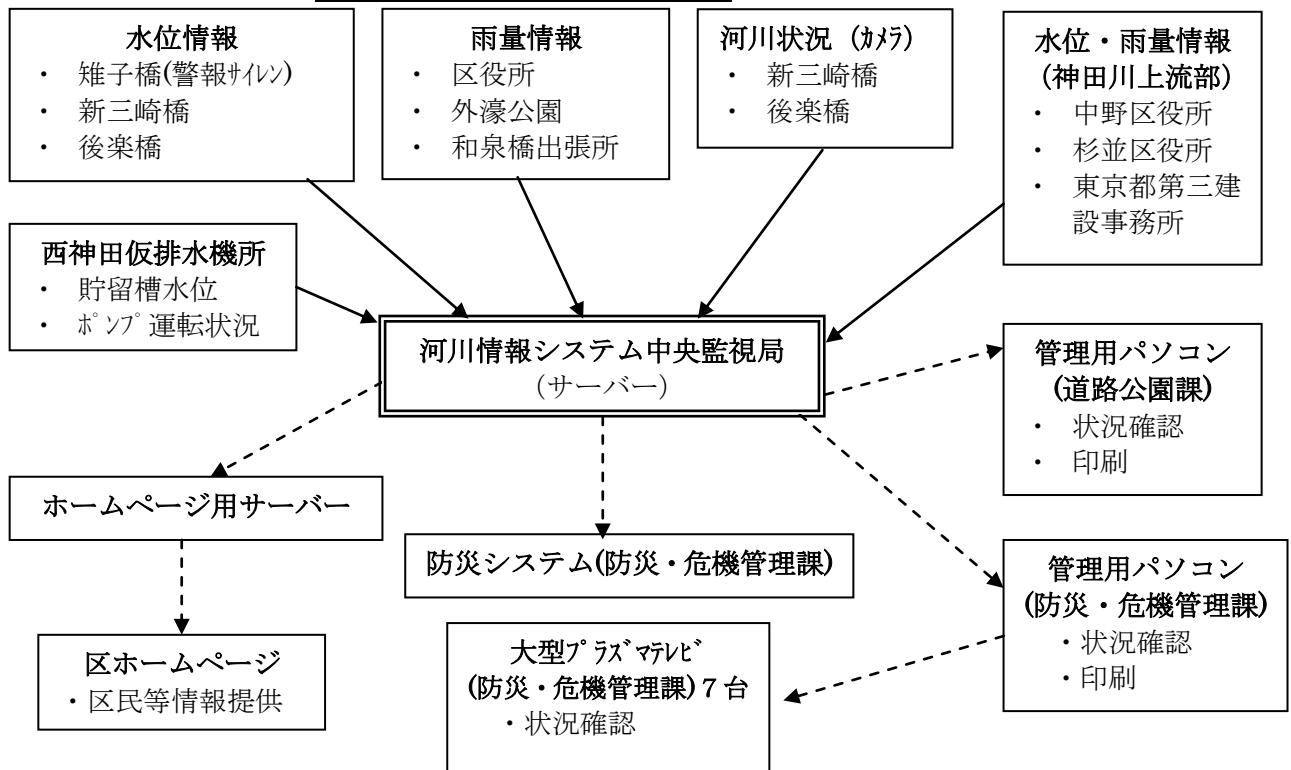 水位情報
・ 雉子橋(警報ｻｲﾚﾝ)
・ 新三崎橋
・ 後楽橋
雨量情報
・ 区役所
・ 外濠公園
・ 和泉橋出張所
河川状況 (ｶﾒﾗ)
・ 新三崎橋
・ 後楽橋
水位・雨量情報
(神田川上流部)
・ 中野区役所
・ 杉並区役所
・ 東京都第三建
設事務所
西神田仮排水機所
・ 貯留槽水位
・ ﾎﾟﾝﾌﾟ運転状況
河川情報システム中央監視局
（サーバー）
管理用パソコン
(道路公園課)
・ 状況確認
・ 印刷
ホームページ用サーバー
防災システム(防災・危機管理課)
管理用パソコン
(防災・危機管理課)
・状況確認
・印刷
区ホームページ
・区民等情報提供
大型ﾌﾟﾗｽﾞﾏﾃﾚﾋﾞ
(防災・危機管理課)７台
・状況確認